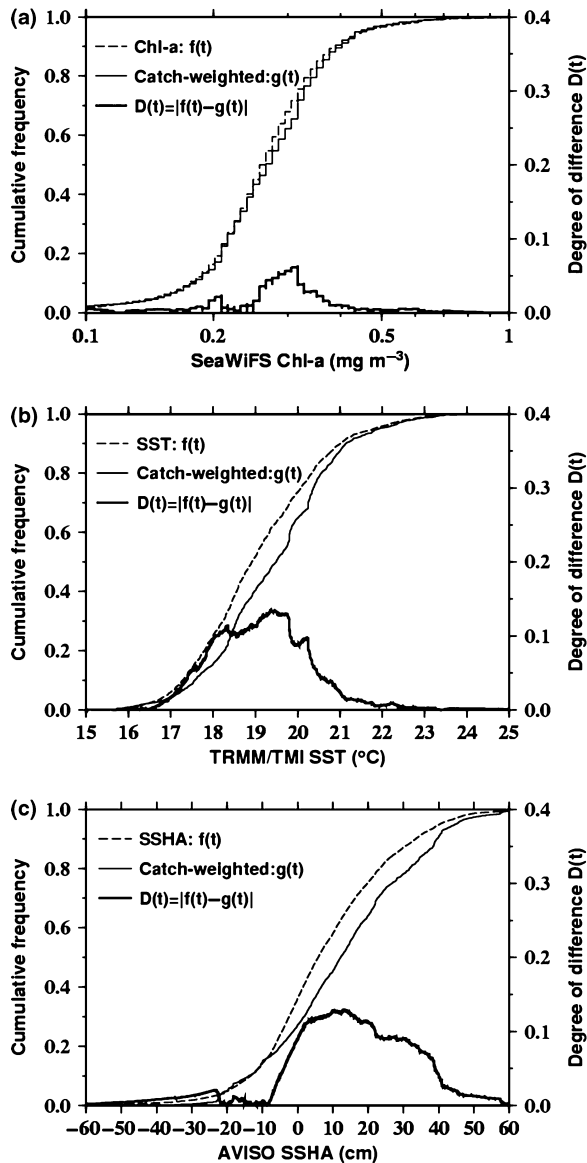 (a)
1.0
0.8
0.6
0.4
0.2
0.0
Cumulative frequency
Chl-a: f(t)
Catch-weighted:g(t)
D(t)=|f(t)−g(t)|
0.4
0.3
0.2
0.1
0.0
Degree of difference D(t)
0.1 0.2 0.5 1
SeaWiFS Chl-a (mg m⁻³)
(b)
1.0
0.8
0.6
0.4
0.2
0.0
Cumulative frequency
SST: f(t)
Catch-weighted:g(t)
D(t)=|f(t)−g(t)|
0.4
0.3
0.2
0.1
0.0
Degree of difference D(t)
15 16 17 18 19 20 21 22 23 24 25
TRMM/TMI SST (ºC)
(c)
1.0
0.8
0.6
0.4
0.2
0.0
Cumulative frequency
SSHA: f(t)
Catch-weighted:g(t)
D(t)=|f(t)−g(t)|
0.4
0.3
0.2
0.1
0.0
Degree of difference D(t)
−60 −50 −40 −30 −20 −10 0 10 20 30 40 50 60
AVISO SSHA (cm)